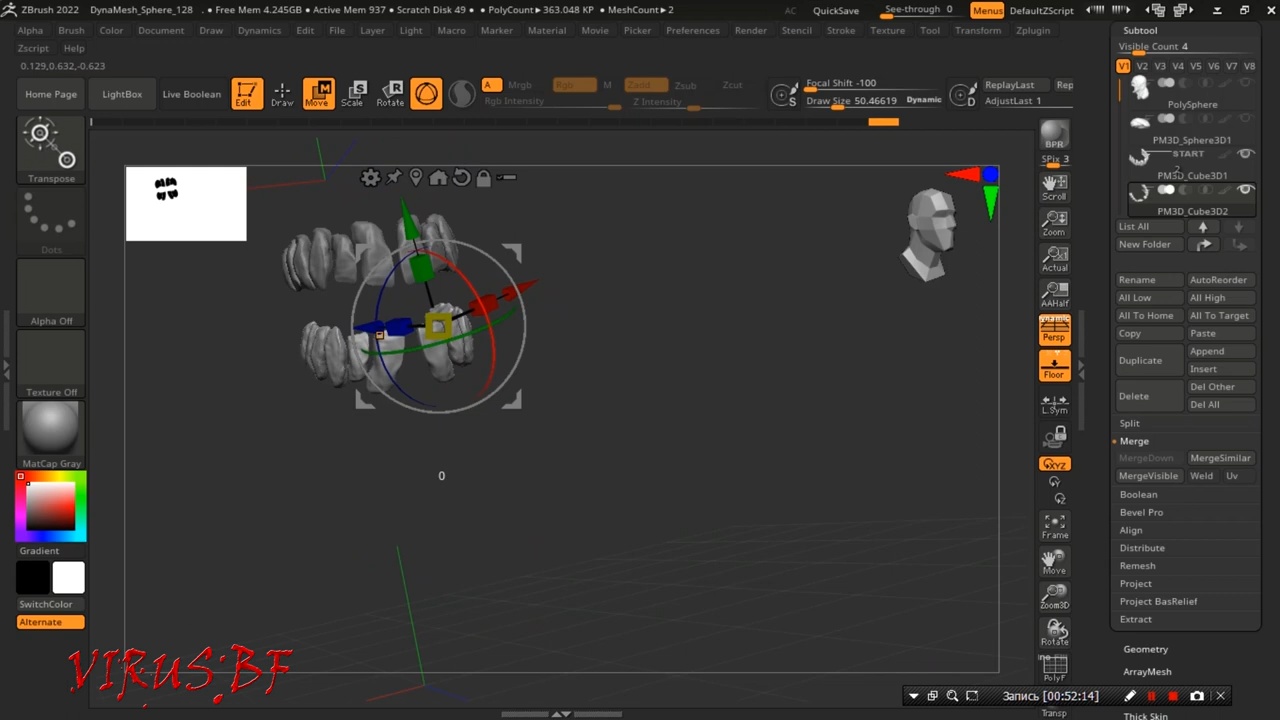 ZBrush 2022 DynaMesh_Sphere_128 . • Free Mem 4.245GB • Active Mem 937 • Scratch Disk 49 • PolyCount▸363.048 KP • MeshCount▸2 AC QuickSave See-through 0 Menus DefaultZScript
Alpha Brush Color Document Draw Dynamics Edit File Layer Light Macro Marker Material Movie Picker Preferences Render Stencil Stroke Texture Tool Transform Zplugin
Zscript Help
0.129,0.632,-0.623
Home Page LightBox Live Boolean Edit Draw Move Scale Rotate A Mrgb Rgb M Zadd Zsub Zcut Focal Shift -100 ReplayLast Rep
Rgb Intensity Z Intensity S Draw Size 50.46619 Dynamic D AdjustLast 1
Transpose
Dots
Alpha Off
Texture Off
MatCap Gray
Gradient
SwitchColor
Alternate
0
VIRUS:BF
BPR
SPix 3
Scroll
Zoom
Actual
AAHalf
Dynamic
Persp
Floor
L.Sym
XYZ
Y
Z
Frame
Move
Zoom3D
Rotate
PolyF
Transp
Subtool
Visible Count 4
V1 V2 V3 V4 V5 V6 V7 V8
PolySphere
PM3D_Sphere3D1
START
PM3D_Cube3D1
PM3D_Cube3D2
List All
New Folder
Rename AutoReorder
All Low All High
All To Home All To Target
Copy Paste
Duplicate Append
Insert
Delete Del Other
Del All
Split
Merge
MergeDown MergeSimilar
MergeVisible Weld Uv
Boolean
Bevel Pro
Align
Distribute
Remesh
Project
Project BasRelief
Extract
Geometry
ArrayMesh
Thick Skin
Запись [00:52:14]